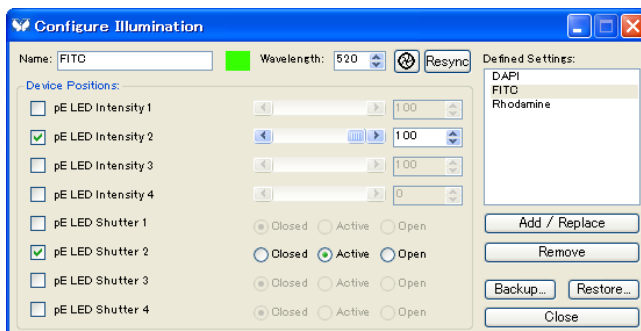 Configure Illumination
Name: FITC Wavelength: 520 Resync
Defined Settings:
DAPI
FITC
Rhodamine
Device Positions:
pE LED Intensity 1 100
pE LED Intensity 2 100
pE LED Intensity 3 100
pE LED Intensity 4 0
pE LED Shutter 1 Closed Active Open
pE LED Shutter 2 Closed Active Open
pE LED Shutter 3 Closed Active Open
pE LED Shutter 4 Closed Active Open
Add / Replace
Remove
Backup... Restore...
Close